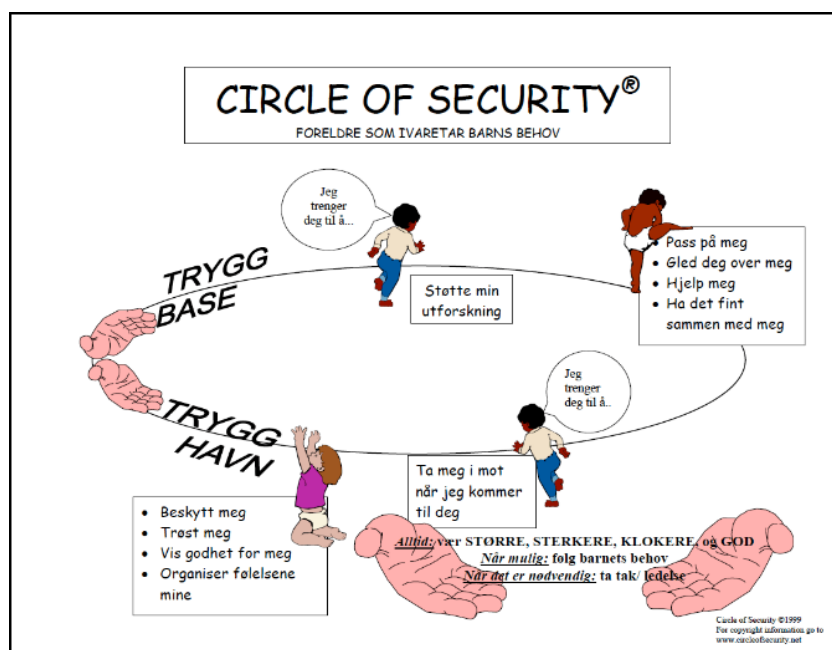 CIRCLE OF SECURITY®
FORELDRE SOM IVARETAR BARNS BEHOV
Jeg
trenger
deg til å...
TRYGG
BASE
Støtte min
utforskning
• Pass på meg
• Gled deg over meg
• Hjelp meg
• Ha det fint
sammen med meg
Jeg
trenger
deg til å..
TRYGG
HAVN
Ta meg i mot
når jeg kommer
til deg
• Beskytt meg
• Trøst meg
• Vis godhet for meg
• Organiser følelsene
mine
Alltid: vær STØRRE, STERKERE, KLOKERE, og GOD
Når mulig: følg barnets behov
Når det er nødvendig: ta tak/ ledelse
Circle of Security ©1999
For copyright information go to
www.circleofsecurity.net